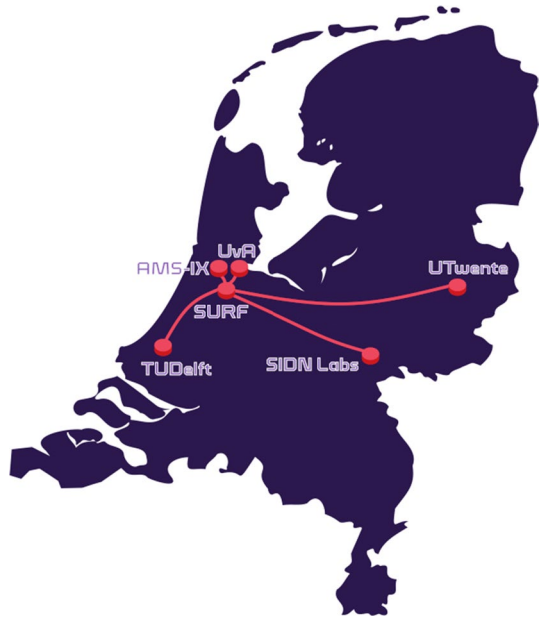 UvA
AMS-IX
UTwente
SURF
TUDelft
SIDN Labs